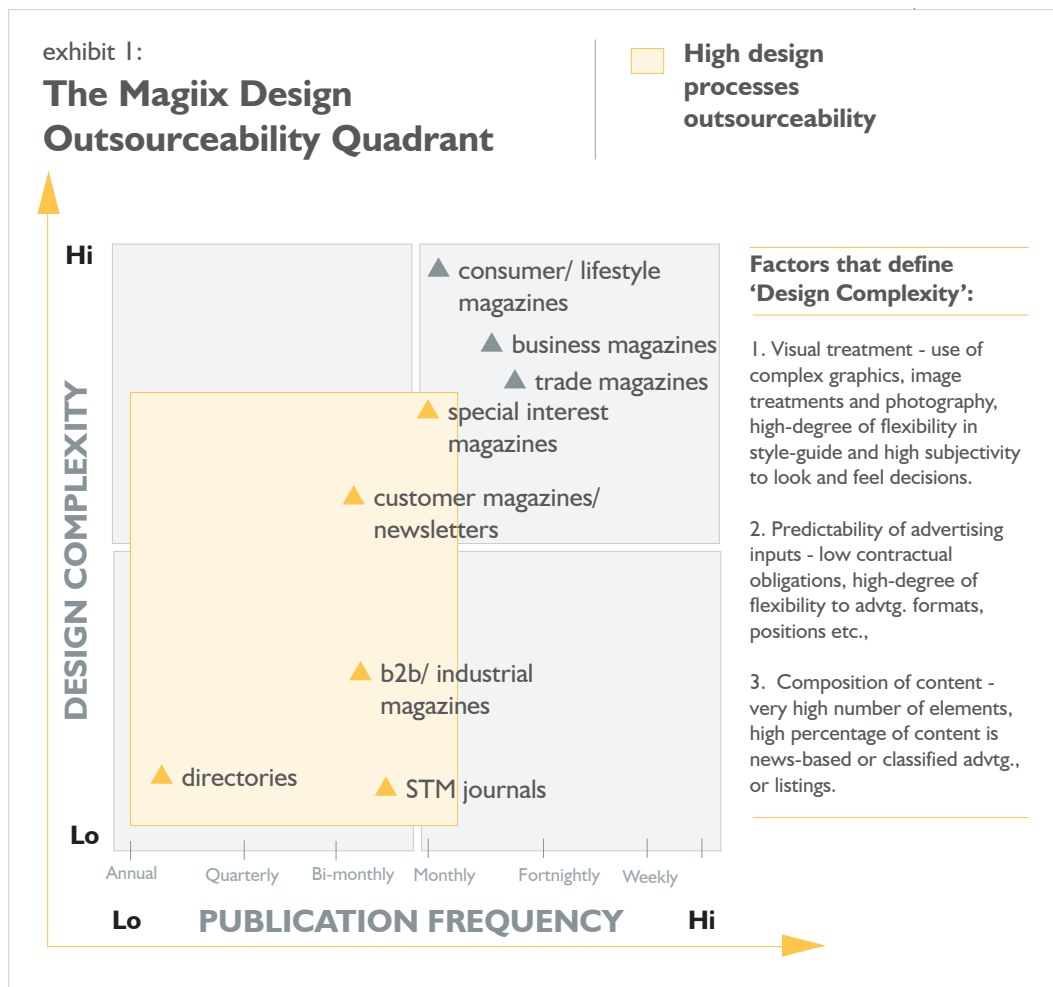 exhibit 1:
The Magiix Design
Outsourceability Quadrant
High design
processes
outsourceability
Hi
consumer/ lifestyle
magazines
business magazines
trade magazines
special interest
magazines
customer magazines/
newsletters
b2b/ industrial
magazines
directories
STM journals
DESIGN COMPLEXITY
Lo
Annual
Quarterly
Bi-monthly
Monthly
Fortnightly
Weekly
Lo
PUBLICATION FREQUENCY
Hi
Factors that define
‘Design Complexity’:
1. Visual treatment - use of
complex graphics, image
treatments and photography,
high-degree of flexibility in
style-guide and high subjectivity
to look and feel decisions.
2. Predictability of advertising
inputs - low contractual
obligations, high-degree of
flexibility to advtg. formats,
positions etc.,
3. Composition of content -
very high number of elements,
high percentage of content is
news-based or classified advtg.,
or listings.